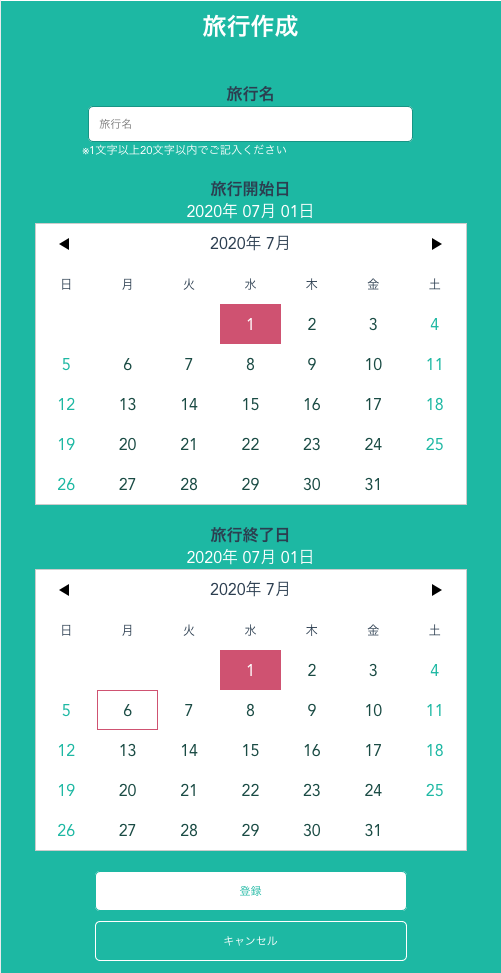 旅行作成
旅行名
旅行名
※1文字以上20文字以内でご記入ください
旅行開始日
2020年 07月 01日
◀ 2020年 7月 ▶
日 月 火 水 木 金 土
1 2 3 4
5 6 7 8 9 10 11
12 13 14 15 16 17 18
19 20 21 22 23 24 25
26 27 28 29 30 31
旅行終了日
2020年 07月 01日
◀ 2020年 7月 ▶
日 月 火 水 木 金 土
1 2 3 4
5 6 7 8 9 10 11
12 13 14 15 16 17 18
19 20 21 22 23 24 25
26 27 28 29 30 31
登録
キャンセル